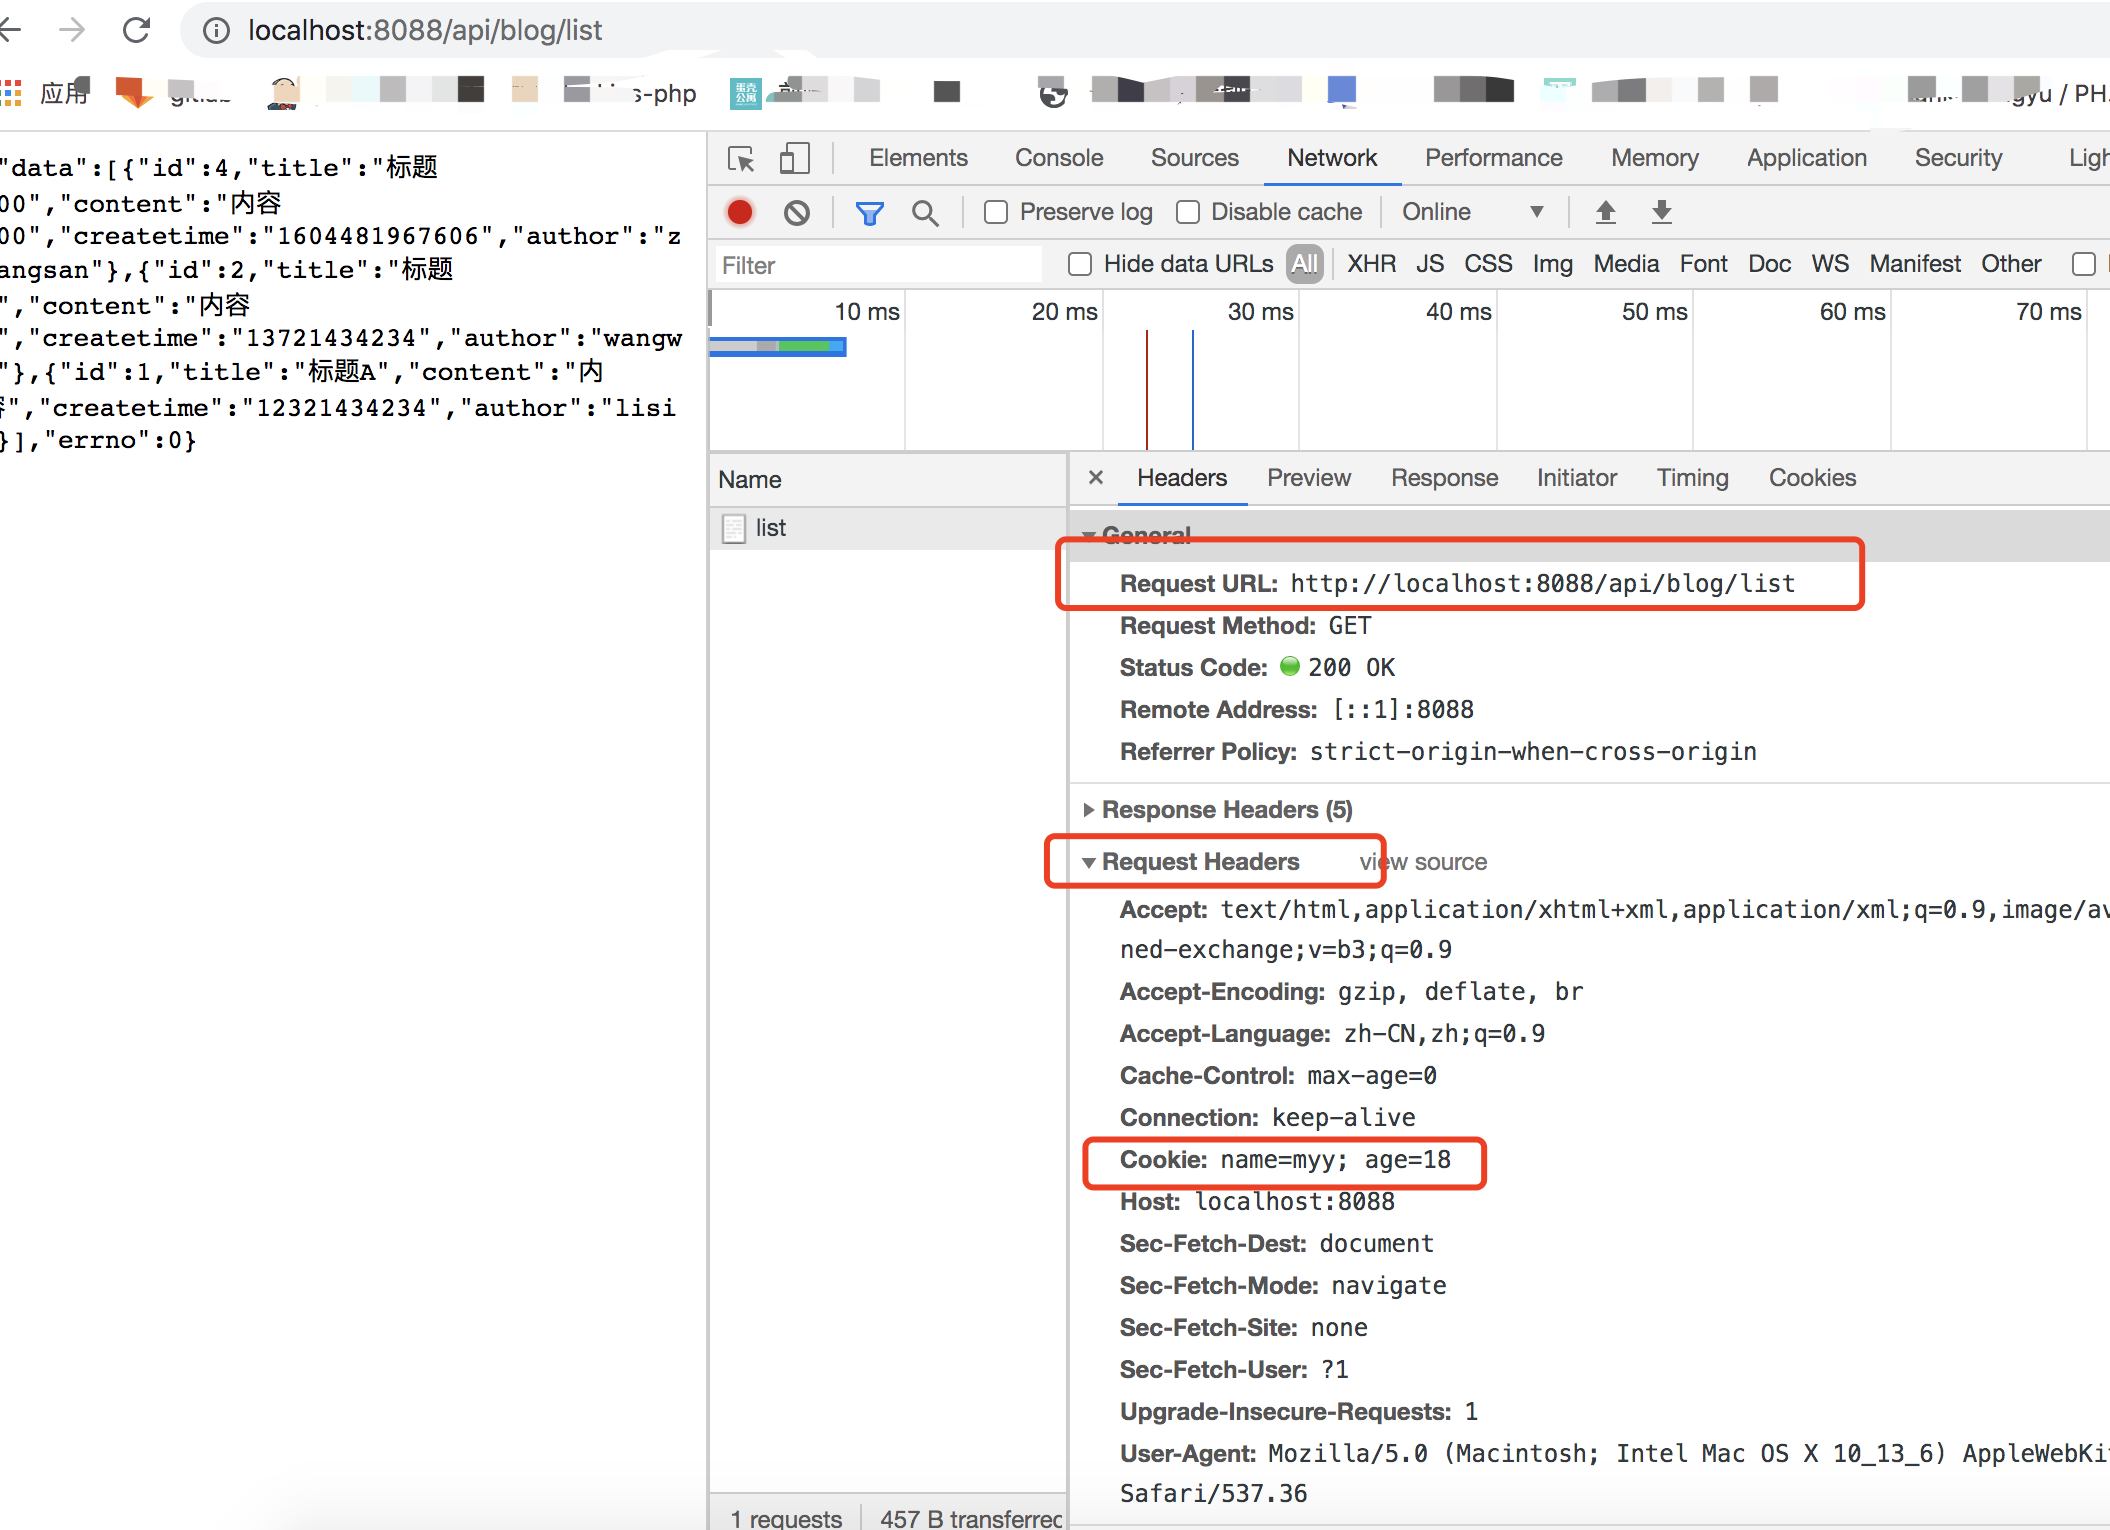 localhost:8088/api/blog/list
应用
s-php
蛋壳
公寓
gyu / PH
"data":[{"id":4,"title":"标题
00","content":"内容
00","createtime":"1604481967606","author":"z
angsan"},{"id":2,"title":"标题
","content":"内容
","createtime":"13721434234","author":"wangw
"},{"id":1,"title":"标题A","content":"内
容","createtime":"12321434234","author":"lisi
}],"errno":0}
Elements Console Sources Network Performance Memory Application Security Ligh
Preserve log Disable cache Online
Filter Hide data URLs All XHR JS CSS Img Media Font Doc WS Manifest Other
10 ms 20 ms 30 ms 40 ms 50 ms 60 ms 70 ms
Name
list
Headers Preview Response Initiator Timing Cookies
General
Request URL: http://localhost:8088/api/blog/list
Request Method: GET
Status Code: 200 OK
Remote Address: [::1]:8088
Referrer Policy: strict-origin-when-cross-origin
Response Headers (5)
Request Headers view source
Accept: text/html,application/xhtml+xml,application/xml;q=0.9,image/av
ned-exchange;v=b3;q=0.9
Accept-Encoding: gzip, deflate, br
Accept-Language: zh-CN,zh;q=0.9
Cache-Control: max-age=0
Connection: keep-alive
Cookie: name=myy; age=18
Host: localhost:8088
Sec-Fetch-Dest: document
Sec-Fetch-Mode: navigate
Sec-Fetch-Site: none
Sec-Fetch-User: ?1
Upgrade-Insecure-Requests: 1
User-Agent: Mozilla/5.0 (Macintosh; Intel Mac OS X 10_13_6) AppleWebKi
Safari/537.36
1 requests 457 B transferred